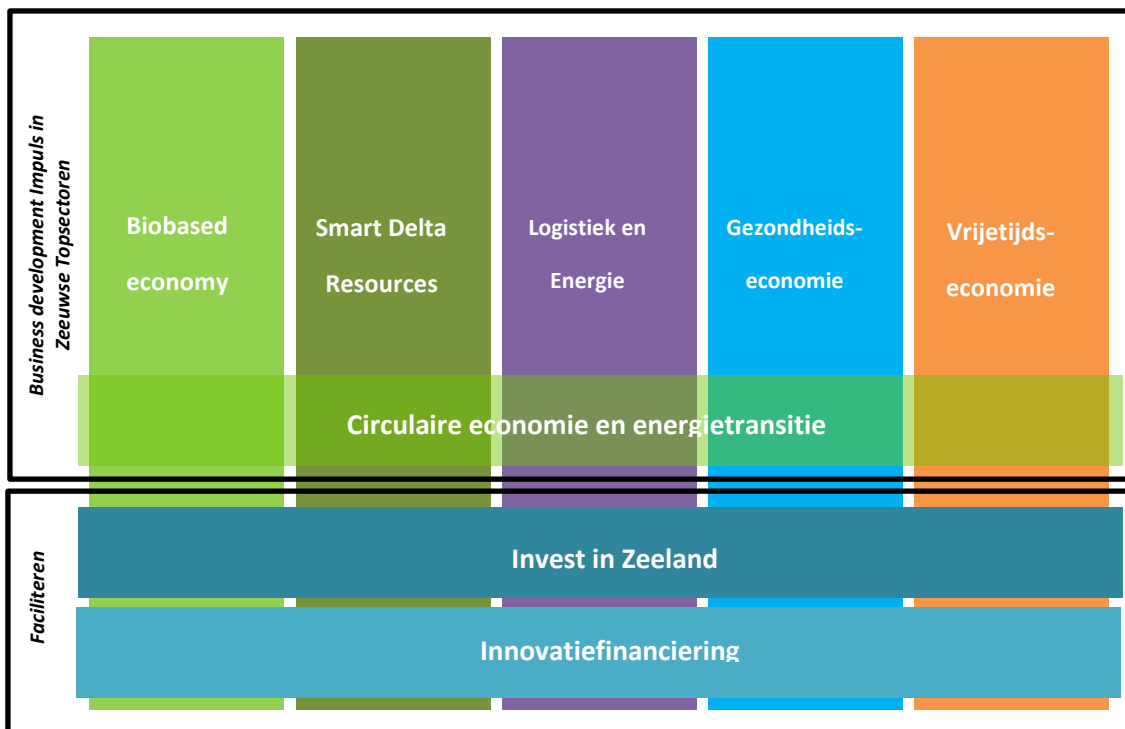 Business development Impuls in
Zeeuwse Topsectoren
Biobased
economy
Smart Delta
Resources
Logistiek en
Energie
Gezondheids-
economie
Vrijetijds-
economie
Circulaire economie en energietransitie
Faciliteren
Invest in Zeeland
Innovatiefinanciering